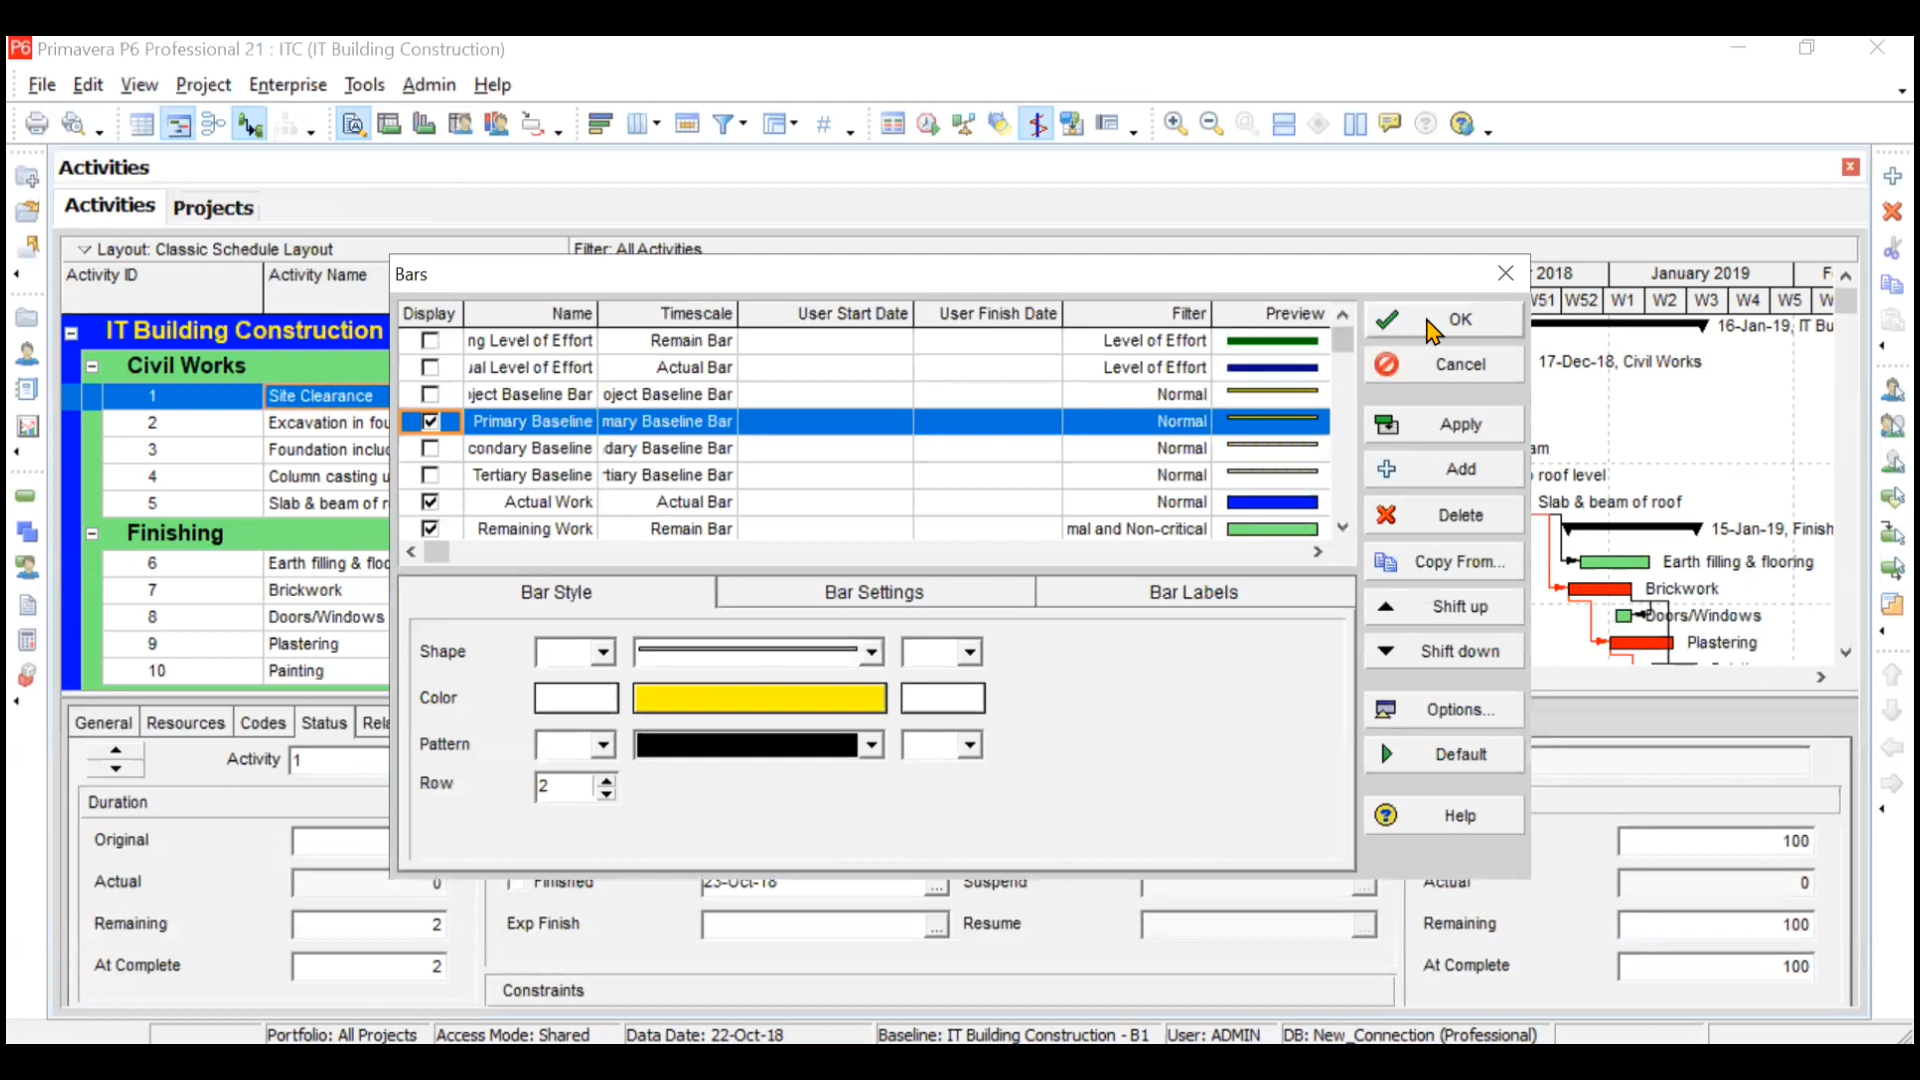 P6 Primavera P6 Professional 21 : ITC (IT Building Construction)
File Edit View Project Enterprise Tools Admin Help
Activities
Activities Projects
Layout: Classic Schedule Layout Filter: All Activities
Activity ID Activity Name
2018 January 2019
W51 W52 W1 W2 W3 W4 W5
IT Building Construction
16-Jan-19, IT Bu
Civil Works
17-Dec-18, Civil Works
1 Site Clearance
2 Excavation in fou
3 Foundation includ
4 Column casting u
roof level
5 Slab & beam of r
Slab & beam of roof
Finishing
15-Jan-19, Finish
6 Earth filling & floo
Earth filling & flooring
7 Brickwork
Brickwork
8 Doors/Windows
Doors/Windows
9 Plastering
Plastering
10 Painting
Bars
Display Name Timescale User Start Date User Finish Date Filter Preview
ng Level of Effort Remain Bar Level of Effort
ual Level of Effort Actual Bar Level of Effort
oject Baseline Bar oject Baseline Bar Normal
Primary Baseline mary Baseline Bar Normal
condary Baseline dary Baseline Bar Normal
Tertiary Baseline tiary Baseline Bar Normal
Actual Work Actual Bar Normal
Remaining Work Remain Bar mal and Non-critical
OK
Cancel
Apply
Add
Delete
Copy From...
Shift up
Shift down
Options...
Default
Help
Bar Style Bar Settings Bar Labels
Shape
Color
Pattern
Row 2
General Resources Codes Status Rela
Activity 1
Duration
Original 100
Actual 0 Finished 23-Oct-18 ... Suspend ... Actual 0
Remaining 2 Exp Finish ... Resume ... Remaining 100
At Complete 2 At Complete 100
Constraints
Portfolio: All Projects Access Mode: Shared Data Date: 22-Oct-18 Baseline: IT Building Construction - B1 User: ADMIN DB: New_Connection (Professional)